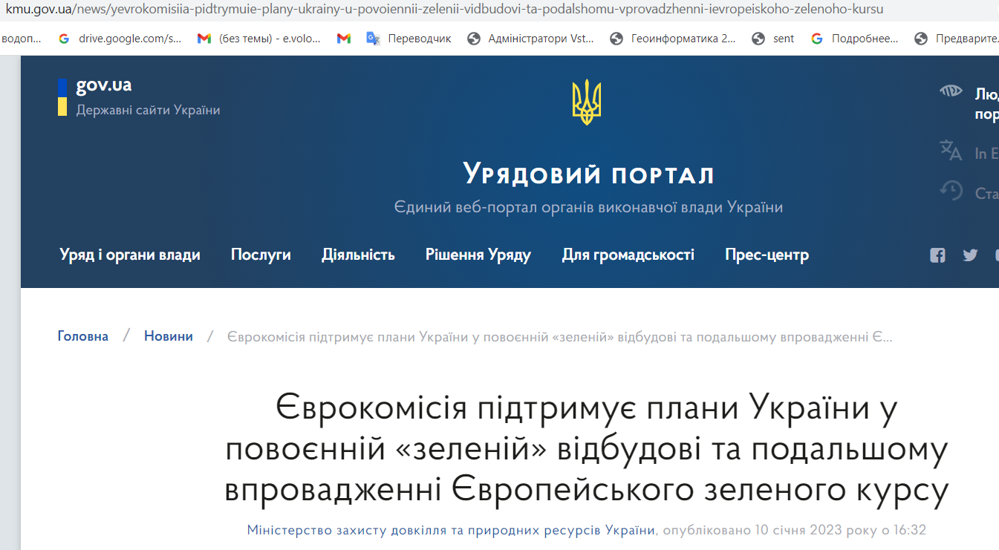 kmu.gov.ua/news/yevrokomisiia-pidtrymuie-plany-ukrainy-u-povoiennii-zelenii-vidbudovi-ta-podalshomu-vprovadzhenni-ievropeiskoho-zelenoho-kursu
водоп... drive.google.com/s... (без темы) - e.volo... Переводчик Адміністратори Vst... Геоинформатика 2... sent Подробнее... Предварите
gov.ua
Державні сайти України
Лю
пор
In E
Ста
Урядовий портал
Єдиний веб-портал органів виконавчої влади України
Уряд і органи влади Послуги Діяльність Рішення Уряду Для громадськості Прес-центр
Головна / Новини / Єврокомісія підтримує плани України у повоєнній «зеленій» відбудові та подальшому впровадженні Є...
Єврокомісія підтримує плани України у
повоєнній «зеленій» відбудові та подальшому
впровадженні Європейського зеленого курсу
Міністерство захисту довкілля та природних ресурсів України, опубліковано 10 січня 2023 року о 16:32